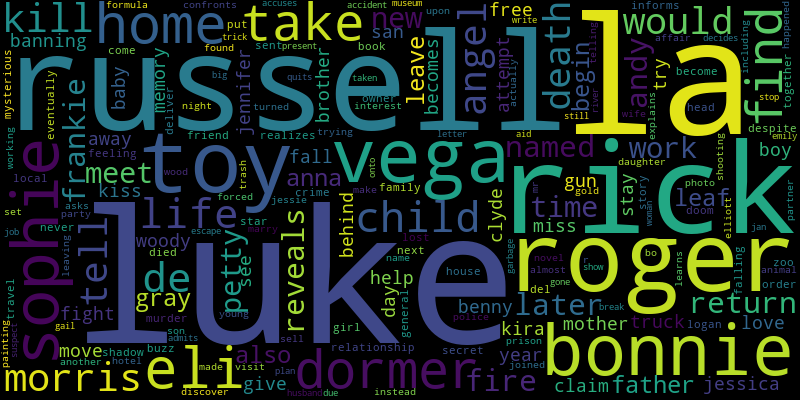 kill
home
take
new
free
formula
confronts
accuses
accident
museum
upon
trick
write
informs
affair
decides
banning
come
put
found
sent
present
san
angel
death
would
find
mysterious
russell
la
eventually
baby
memory
deliver
jennifer
brother
book
owner
interest
leave
becomes
attempt
begin
andy
try
become
including
together
happened
big
quits
taken
actually
telling
river
explains
head
stop
despite
emily
working
frankie
night
turned
friend
realizes
trying
letter
aid
still
wife
daughter
shooting
sophie
away
feeling
toy
fall
anna
vega
named
work
boy
local
meet
kiss
wood
trash
forced
crime
jessie
family
make
onto
clyde
gun
gold
mr
stay
story
woman
photo
leaf
doom
elliott
rick
partner
jan
set
asks
party
job
never
tell
life
woody
died
escape
star
marry
behind
child
lost
next
name
time
miss
roger
falling
bo
learns
zoo
animal
order
travel
leaving
luke
de
petty
see
reveals
help
day
general
house
garbage
novel
r
show
almost
del
gone
later
return
painting
suspect
gail
fight
gray
murder
son
admits
young
sell
girl
relationship
police
secret
benny
kira
year
prison
joined
break
mother
truck
logan
love
move
shadow
another
hotel
buzz
made
visit
also
dormer
plan
discover
give
husband
due
instead
fire
bonnie
claim
father
jessica
morris
eli